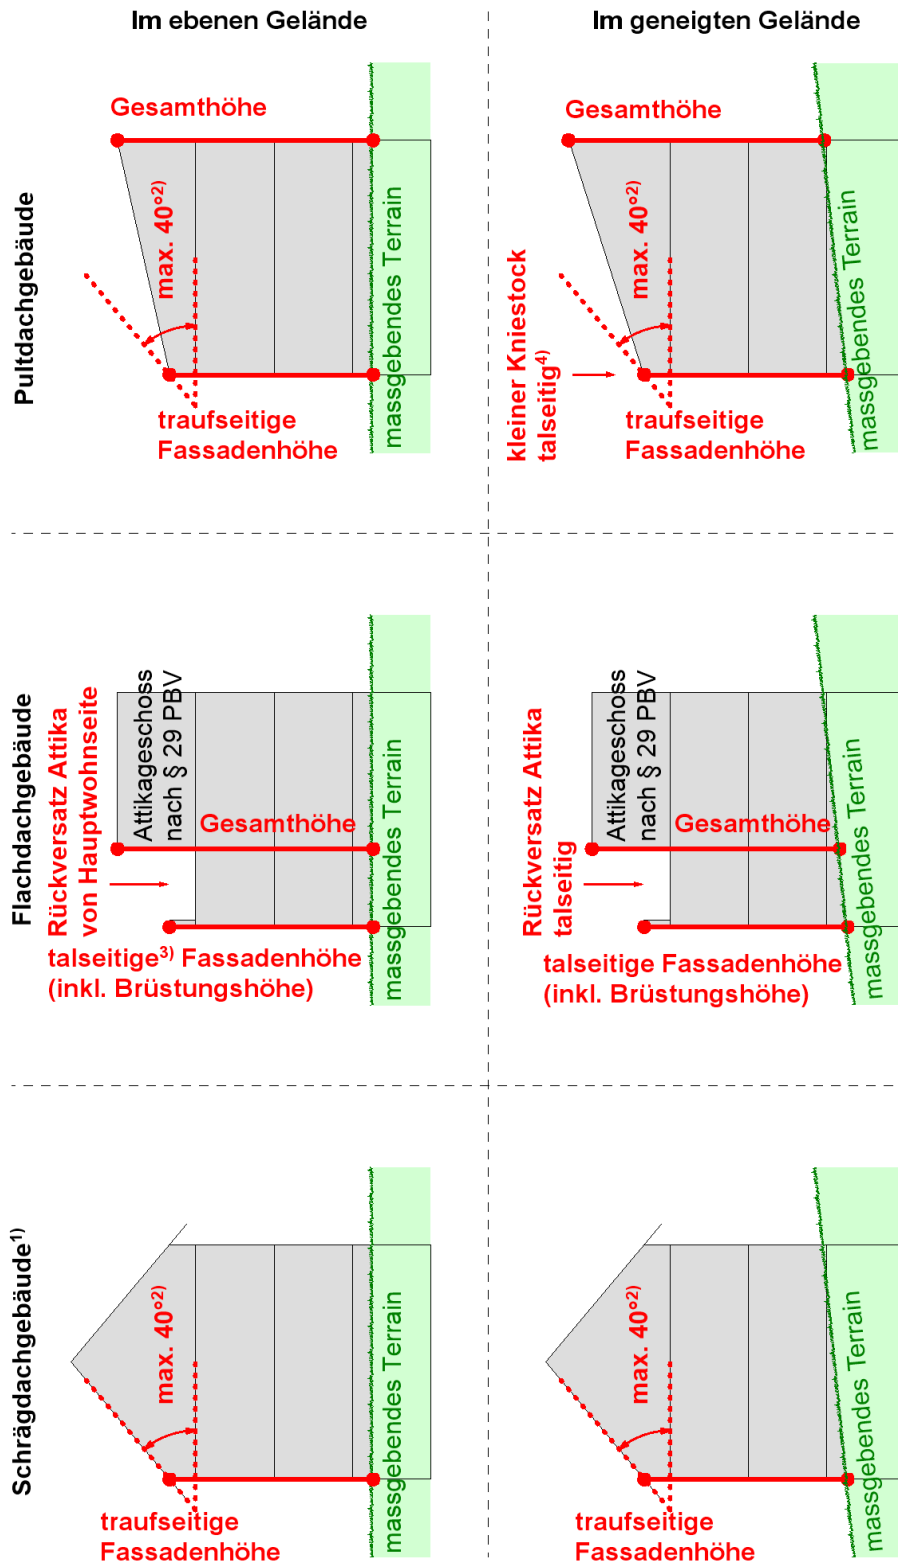 Im ebenen Gelände
Im geneigten Gelände
Pultdachgebäude
Gesamthöhe
max. 40°²⁾
traufseitige
Fassadenhöhe
massgebendes Terrain
Gesamthöhe
max. 40°²⁾
kleiner Kniestock
talseitig⁴⁾
traufseitige
Fassadenhöhe
massgebendes Terrain
Flachdachgebäude
Rückversatz Attika
von Hauptwohnseite
Attikageschoss
nach § 29 PBV
Gesamthöhe
talseitige³⁾ Fassadenhöhe
(inkl. Brüstungshöhe)
massgebendes Terrain
Rückversatz Attika
talseitig
Attikageschoss
nach § 29 PBV
Gesamthöhe
talseitige Fassadenhöhe
(inkl. Brüstungshöhe)
massgebendes Terrain
Schrägdachgebäude¹⁾
max. 40°²⁾
traufseitige
Fassadenhöhe
massgebendes Terrain
max. 40°²⁾
traufseitige
Fassadenhöhe
massgebendes Terrain